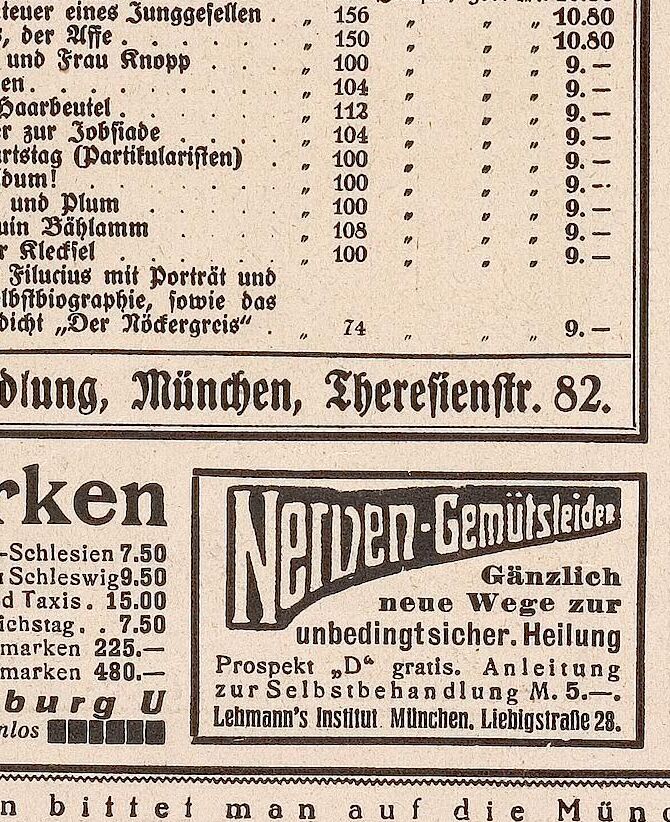 teuer eines Junggesellen . „ 156 „ „ 10.80
, der Affe . . . . . . „ 150 „ „ 10.80
und Frau Knopp . . . . „ 100 „ „ „ 9.—
en. . . . . . . . . . „ 104 „ „ „ 9.—
Haarbeutel . . . . . . . „ 112 „ „ „ 9.—
er zur Jobsiade . . . . . „ 104 „ „ „ 9.—
urtstag (Partikularisten) . . „ 100 „ „ „ 9.—
dum! . . . . . . . . . „ 100 „ „ „ 9.—
und Plum . . . . . . „ 100 „ „ „ 9.—
uin Bählamm . . . . . „ 108 „ „ „ 9.—
r Klecksel . . . . . . . „ 100 „ „ „ 9.—
Filucius mit Porträt und
elbstbiographie, sowie das
dicht „Der Nöckergreis“ . „ 74 „ „ „ 9.—
dlung, München, Theresienstr. 82.
rken
-Schlesien 7.50
Schleswig 9.50
d Taxis . 15.00
ichstag . . 7.50
marken 225.—
marken 480.—
burg U
nlos
Nerven-Gemütsleiden
Gänzlich
neue Wege zur
unbedingt sicher. Heilung
Prospekt „D“ gratis. Anleitung
zur Selbstbehandlung M. 5.—.
Lehmann's Institut München, Liebigstraße 28.
n bittet man auf die Mün